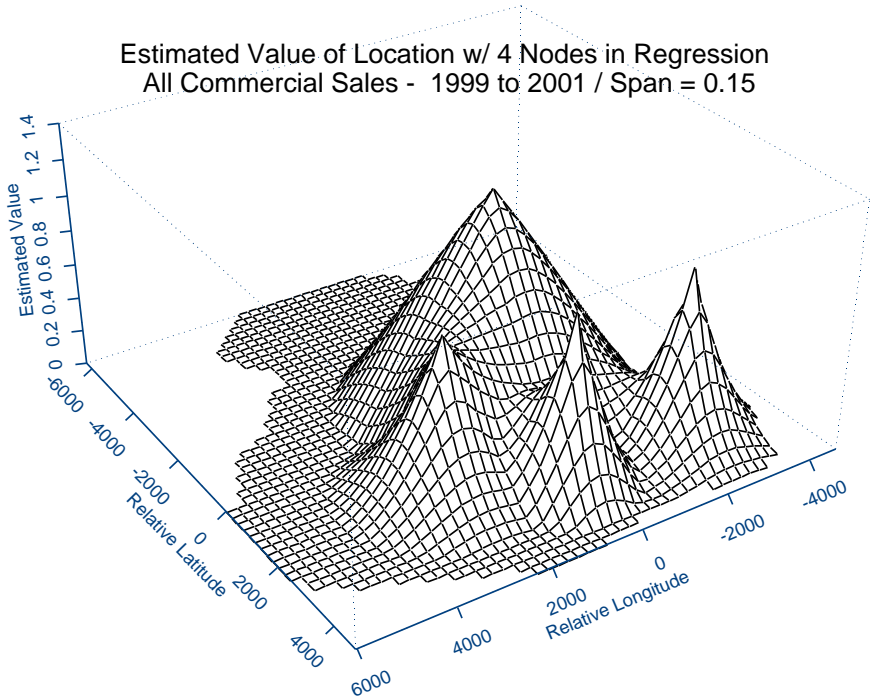 Estimated Value of Location w/ 4 Nodes in Regression
All Commercial Sales -  1999 to 2001 / Span = 0.15
Estimated Value
0 0.2 0.4 0.6 0.8 1 1.2 1.4
-6000 -4000 -2000 0 2000 4000
Relative Latitude
6000 4000 2000 0 -2000 -4000
Relative Longitude